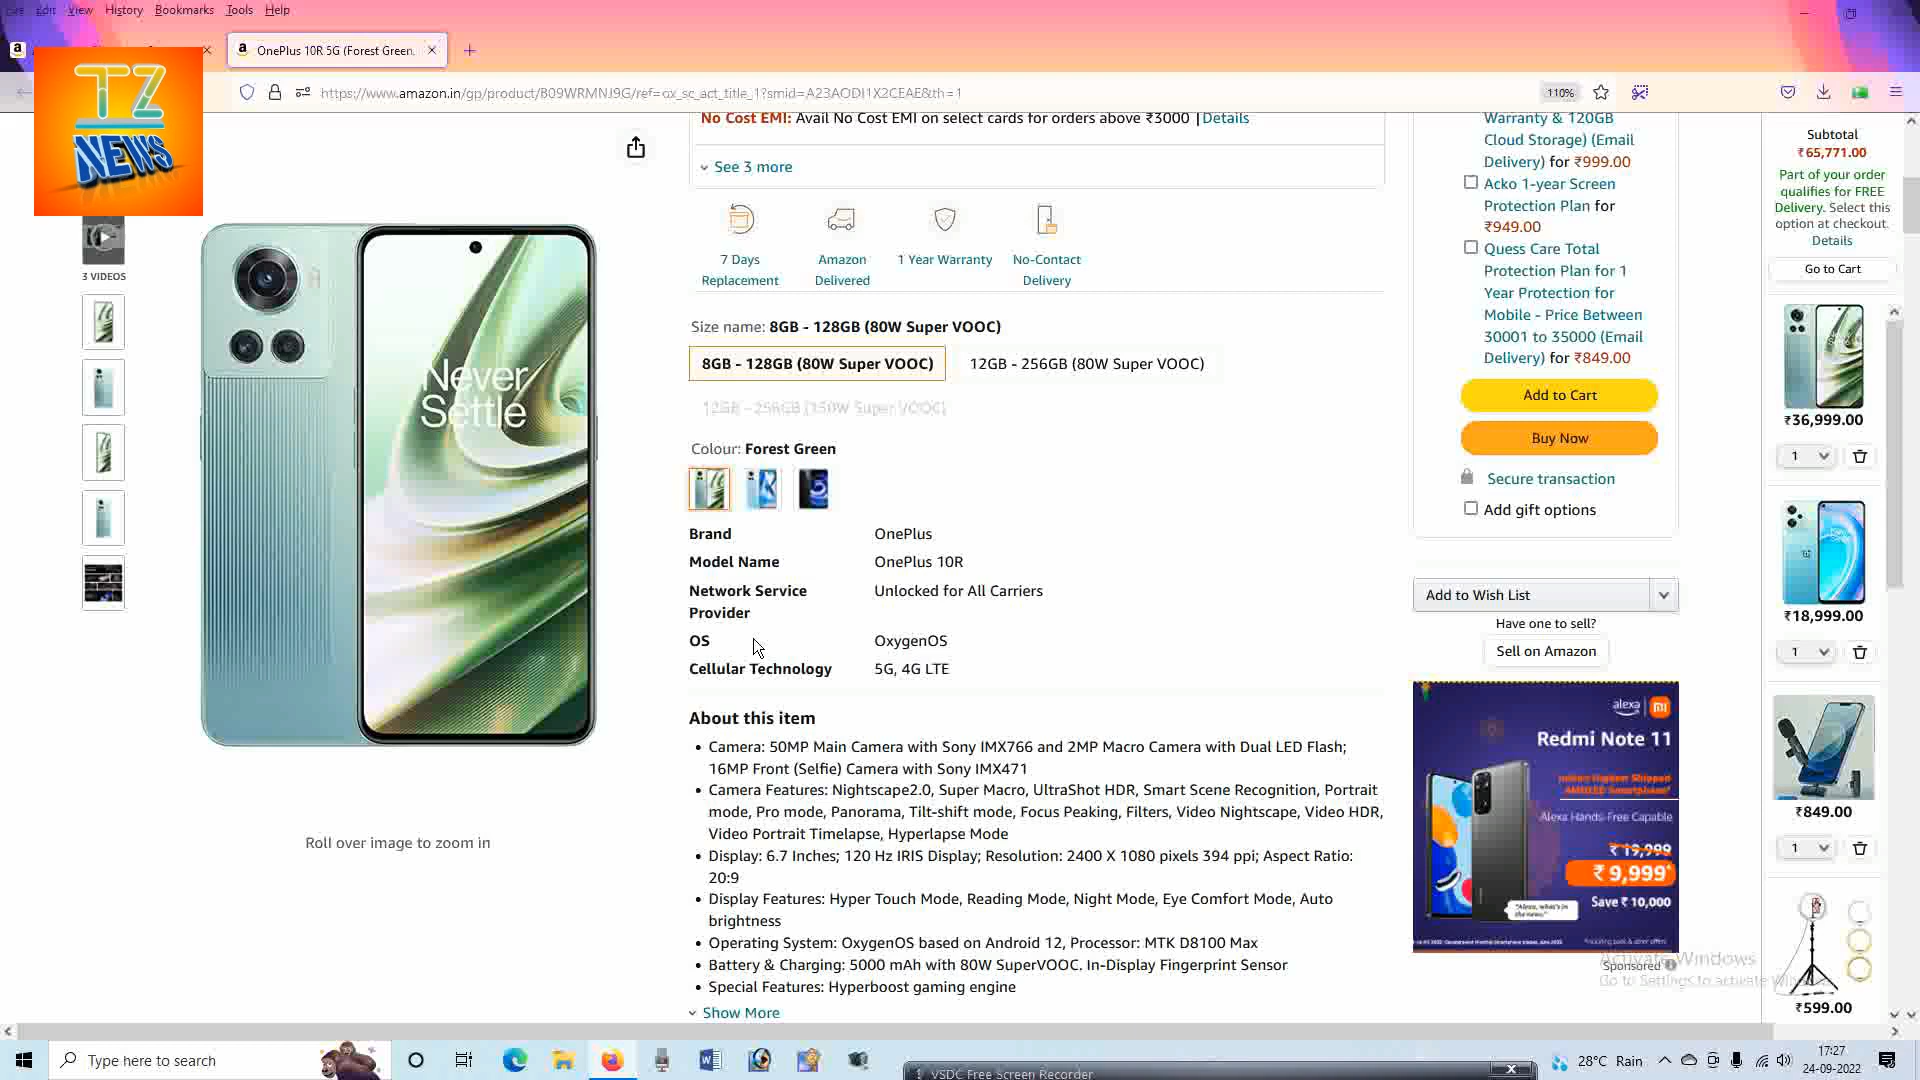 File Edit View History Bookmarks Tools Help
OnePlus 10R 5G (Forest Green,
https://www.amazon.in/gp/product/B09WRMNJ9G/ref=ox_sc_act_title_1?smid=A23AODI1X2CEAE&th=1
110%
TZ
NEWS
No Cost EMI: Avail No Cost EMI on select cards for orders above ₹3000 | Details
See 3 more
7 Days
Replacement
Amazon
Delivered
1 Year Warranty
No-Contact
Delivery
3 VIDEOS
Never
Settle
Roll over image to zoom in
Size name: 8GB - 128GB (80W Super VOOC)
8GB - 128GB (80W Super VOOC)
12GB - 256GB (80W Super VOOC)
12GB - 256GB (150W Super VOOC)
Colour: Forest Green
Brand OnePlus
Model Name OnePlus 10R
Network Service Provider Unlocked for All Carriers
OS OxygenOS
Cellular Technology 5G, 4G LTE
About this item
Camera: 50MP Main Camera with Sony IMX766 and 2MP Macro Camera with Dual LED Flash;
16MP Front (Selfie) Camera with Sony IMX471
Camera Features: Nightscape2.0, Super Macro, UltraShot HDR, Smart Scene Recognition, Portrait
mode, Pro mode, Panorama, Tilt-shift mode, Focus Peaking, Filters, Video Nightscape, Video HDR,
Video Portrait Timelapse, Hyperlapse Mode
Display: 6.7 Inches; 120 Hz IRIS Display; Resolution: 2400 X 1080 pixels 394 ppi; Aspect Ratio:
20:9
Display Features: Hyper Touch Mode, Reading Mode, Night Mode, Eye Comfort Mode, Auto
brightness
Operating System: OxygenOS based on Android 12, Processor: MTK D8100 Max
Battery & Charging: 5000 mAh with 80W SuperVOOC. In-Display Fingerprint Sensor
Special Features: Hyperboost gaming engine
Show More
Warranty & 120GB
Cloud Storage) (Email
Delivery) for ₹999.00
Acko 1-year Screen
Protection Plan for
₹949.00
Quess Care Total
Protection Plan for 1
Year Protection for
Mobile - Price Between
30001 to 35000 (Email
Delivery) for ₹849.00
Add to Cart
Buy Now
Secure transaction
Add gift options
Add to Wish List
Have one to sell?
Sell on Amazon
alexa mi
Redmi Note 11
Alexa Hands-Free Capable
₹ 19,999
₹ 9,999*
Save ₹ 10,000
Sponsored
Activate Windows
Go to Settings to activate
Subtotal
₹65,771.00
Part of your order
qualifies for FREE
Delivery. Select this
option at checkout.
Details
Go to Cart
₹36,999.00
1
₹18,999.00
1
₹849.00
1
₹599.00
Type here to search
VSDC Free Screen Recorder
28°C Rain
17:27
24-09-2022